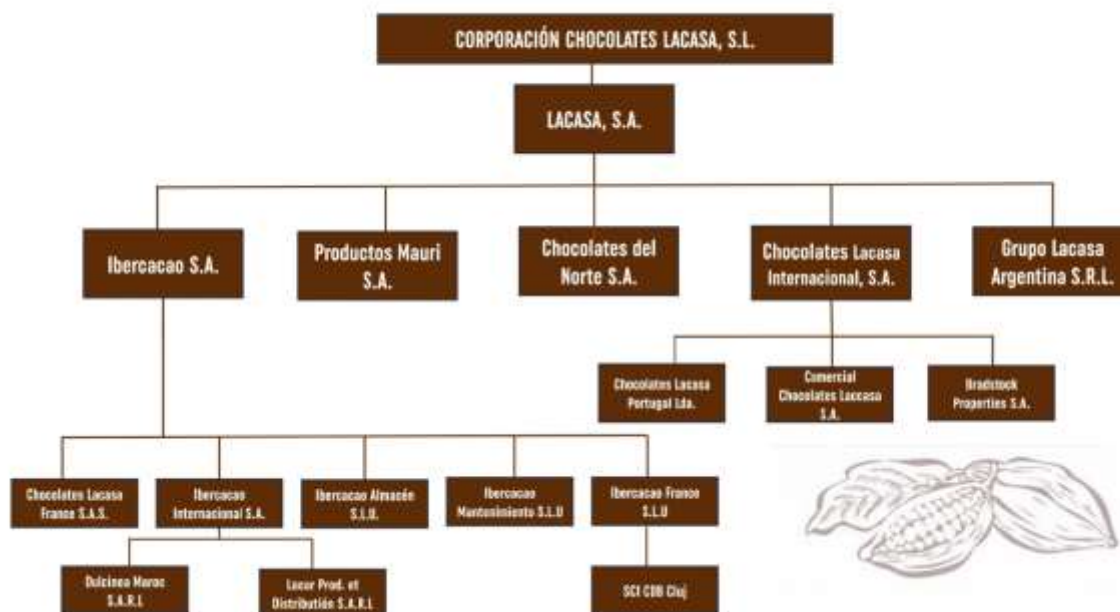 CORPORACIÓN CHOCOLATES LACASA, S.L.
LACASA, S.A.
Ibercacao S.A.
Productos Mauri
S.A.
Chocolates del
Norte S.A.
Chocolates Lacasa
Internacional, S.A.
Grupo Lacasa
Argentina S.R.L.
Chocolates Lacasa
Portugal Lda.
Comercial
Chocolates Laccasa
S.A.
Bradstock
Properties S.A.
Chocolates Lacasa
France S.A.S.
Ibercacao
Internacional S.A.
Ibercacao Almacén
S.L.U.
Ibercacao
Mantenimiento S.L.U
Ibercacao France
S.L.U
Dulcinea Maroc
S.A.R.L
Lacor Prod. et
Distributión S.A.R.L
SCI CDB Cluj